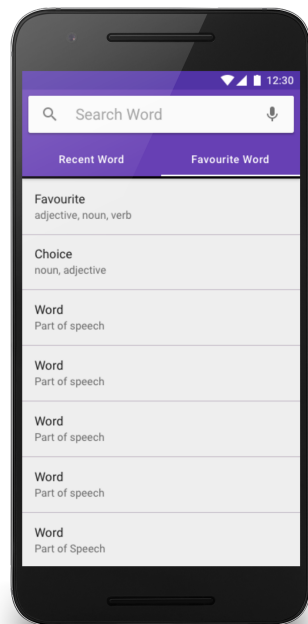 12:30
Search Word
Recent Word Favourite Word
Favourite
adjective, noun, verb
Choice
noun, adjective
Word
Part of speech
Word
Part of speech
Word
Part of speech
Word
Part of speech
Word
Part of Speech